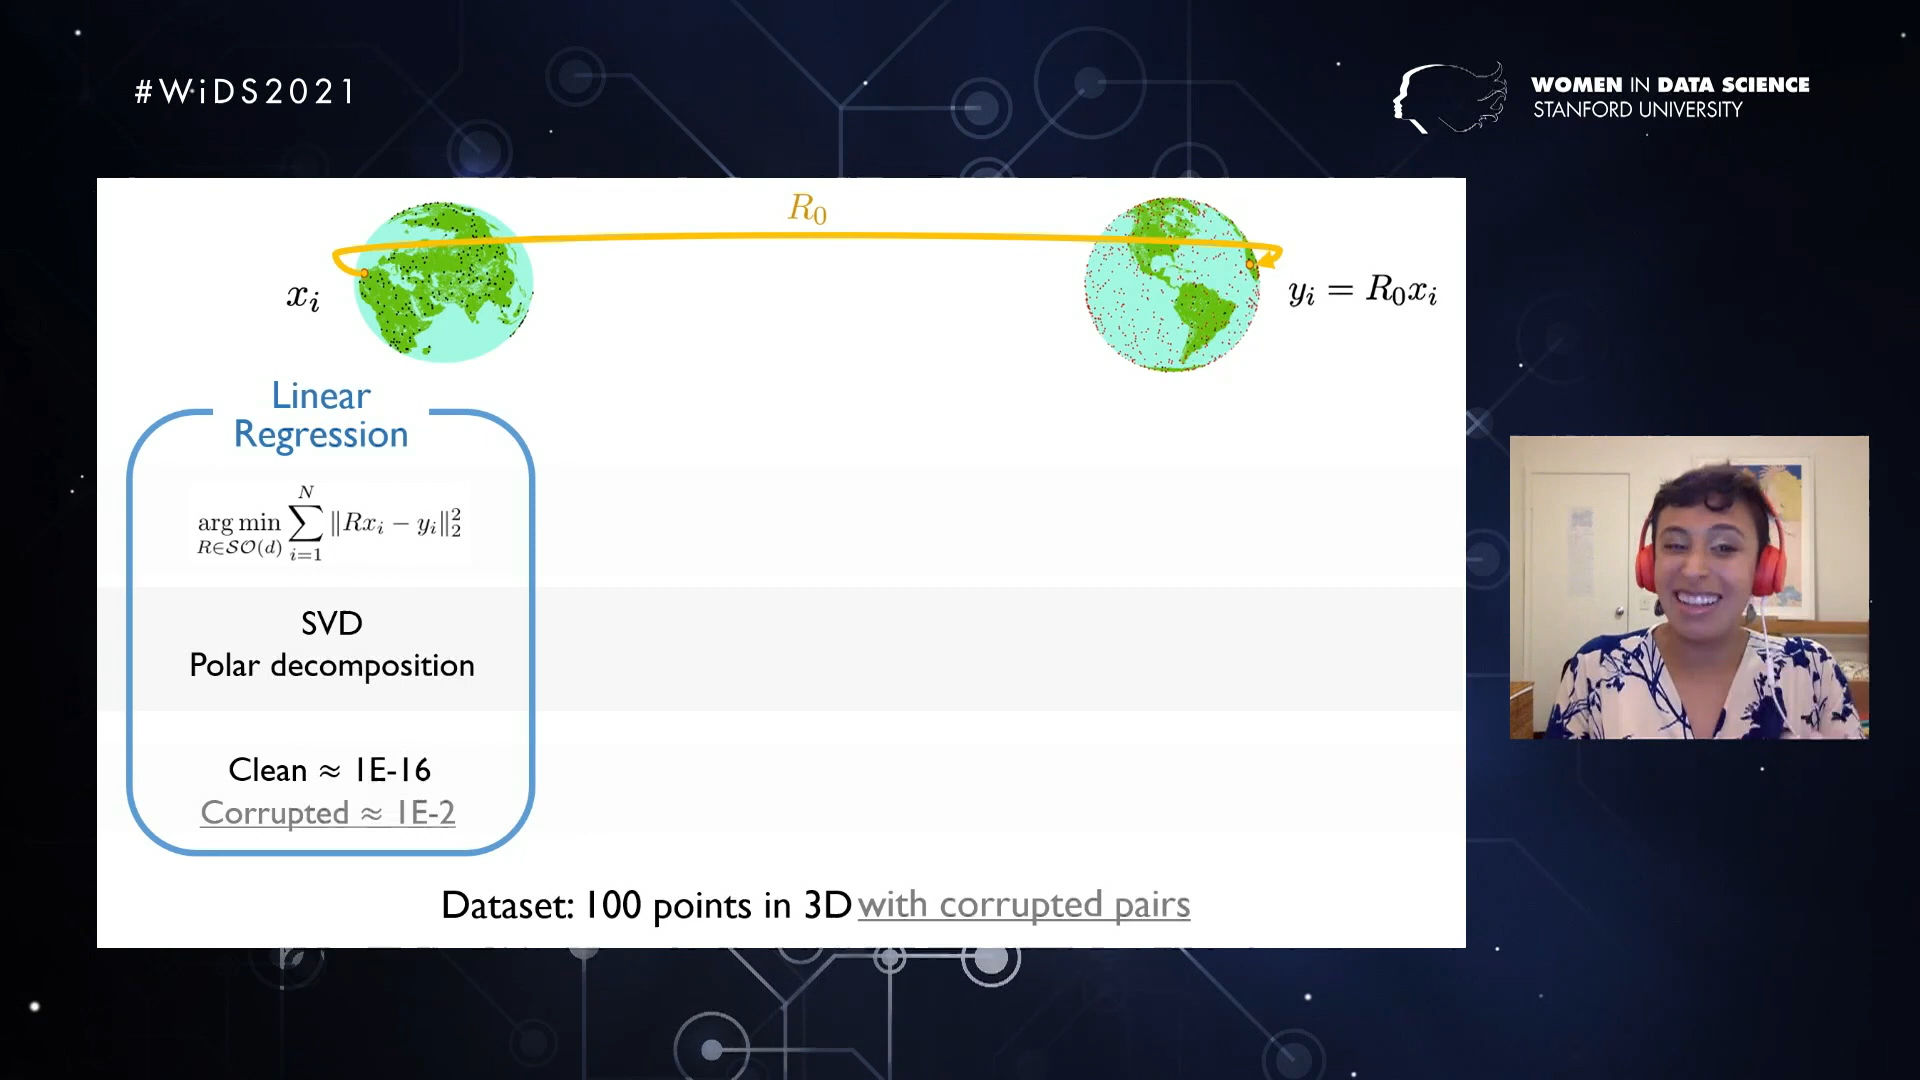 #WiDS2021
WOMEN IN DATA SCIENCE
STANFORD UNIVERSITY
R₀
xᵢ
yᵢ = R₀xᵢ
Linear
Regression
arg min_{R∈SO(d)} ∑_{i=1}^{N} ‖Rxᵢ − yᵢ‖₂²
SVD
Polar decomposition
Clean ≈ 1E-16
Corrupted ≈ 1E-2
Dataset: 100 points in 3D with corrupted pairs